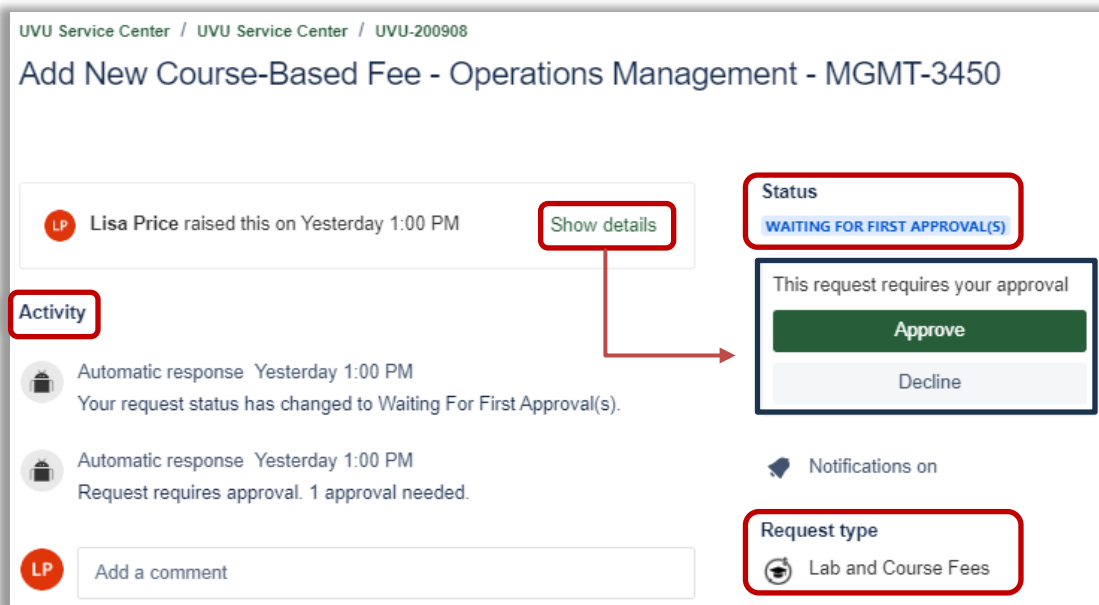 UVU Service Center / UVU Service Center / UVU-200908
Add New Course-Based Fee - Operations Management - MGMT-3450
LP Lisa Price raised this on Yesterday 1:00 PM Show details
Activity
Automatic response Yesterday 1:00 PM
Your request status has changed to Waiting For First Approval(s).
Automatic response Yesterday 1:00 PM
Request requires approval. 1 approval needed.
LP Add a comment
Status
WAITING FOR FIRST APPROVAL(S)
This request requires your approval
Approve
Decline
Notifications on
Request type
Lab and Course Fees